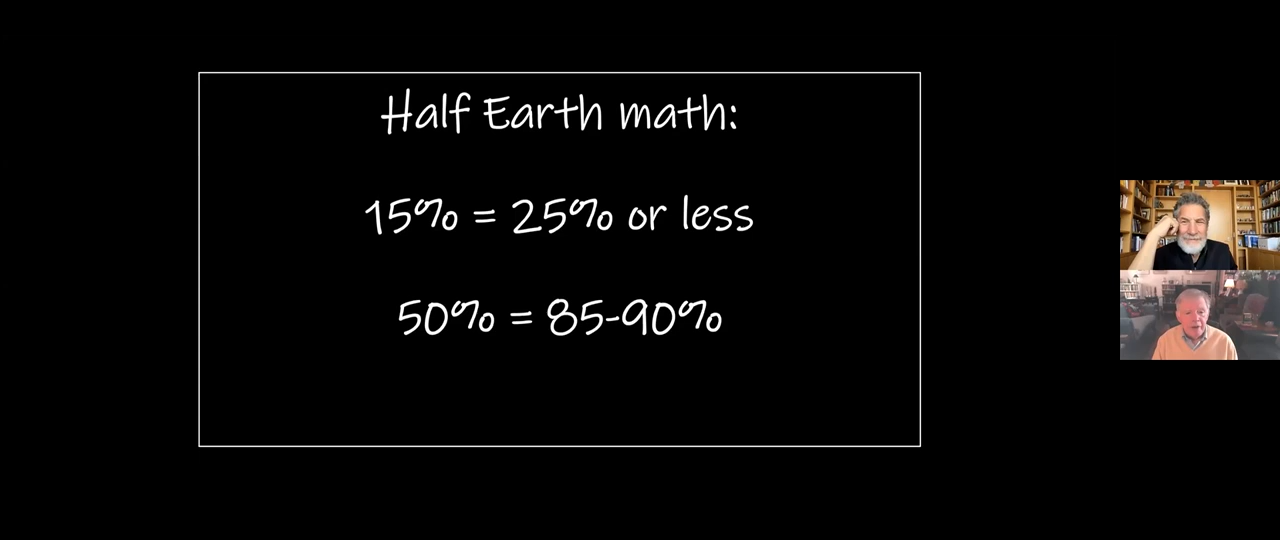 Half Earth math:
15% = 25% or less
50% = 85-90%